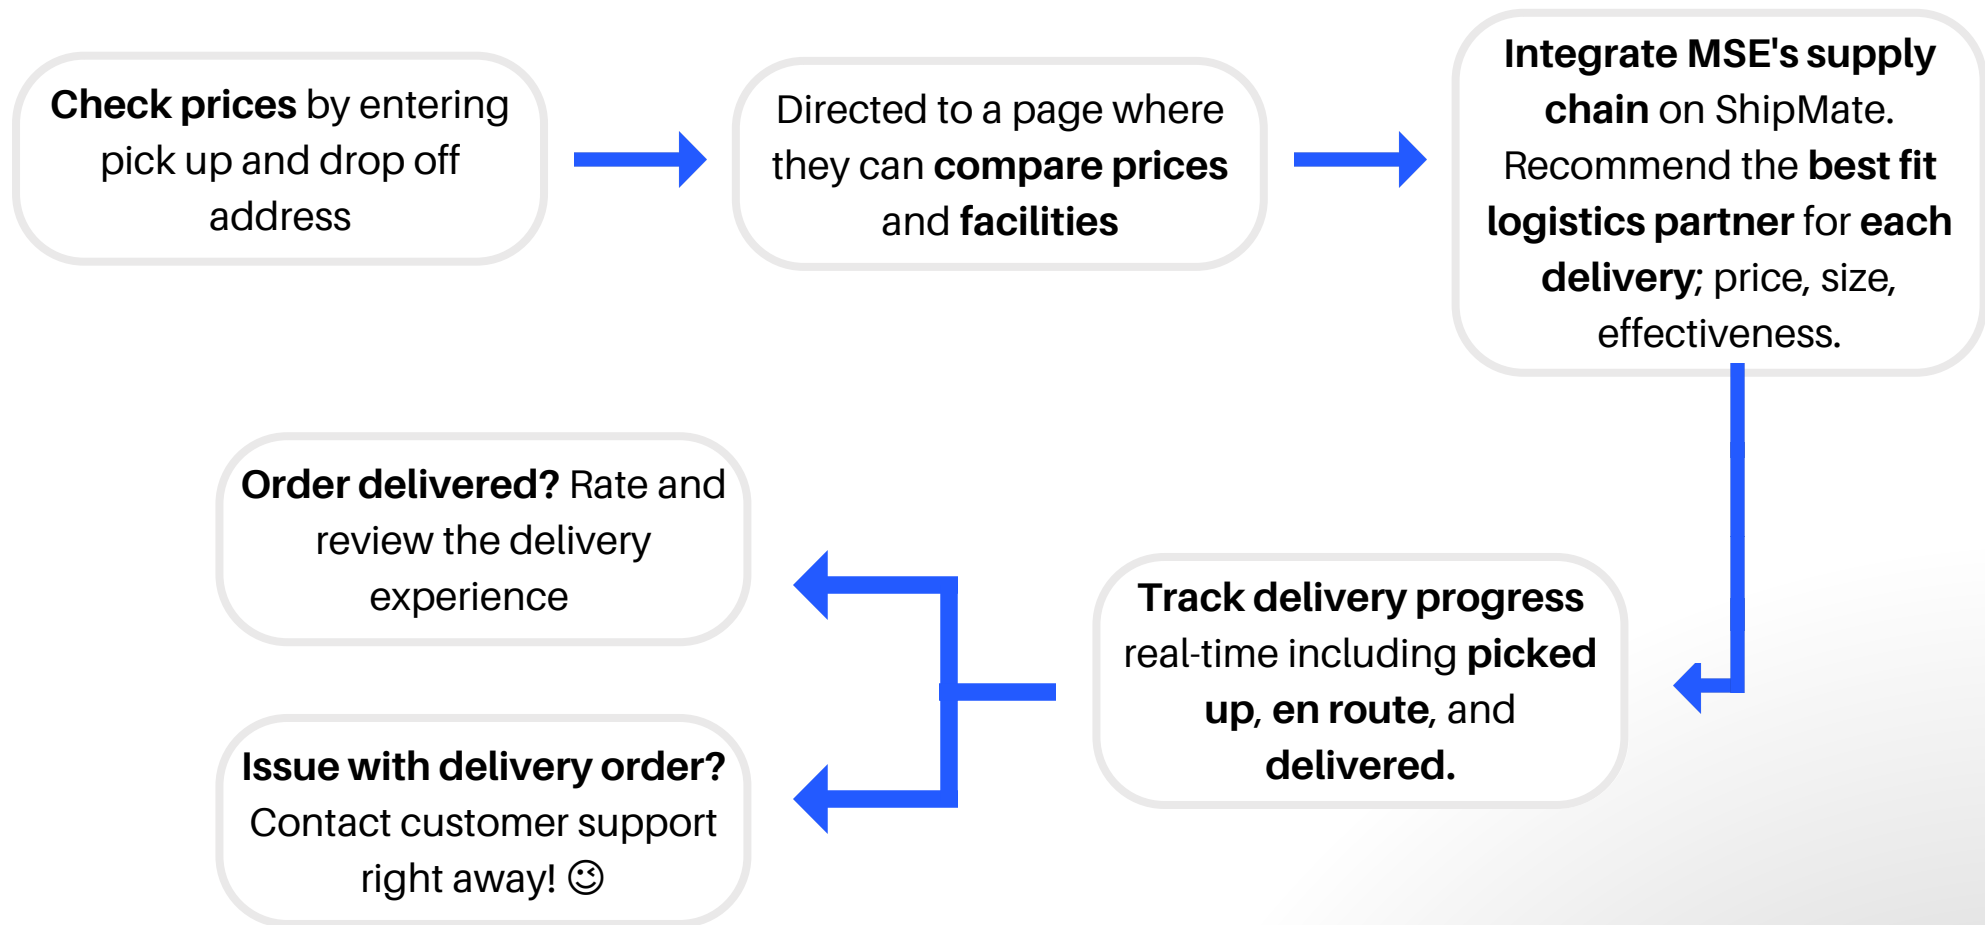 Check prices by entering
pick up and drop off
address
Directed to a page where
they can compare prices
and facilities
Integrate MSE's supply
chain on ShipMate.
Recommend the best fit
logistics partner for each
delivery; price, size,
effectiveness.
Track delivery progress
real-time including picked
up, en route, and
delivered.
Order delivered? Rate and
review the delivery
experience
Issue with delivery order?
Contact customer support
right away! 😉